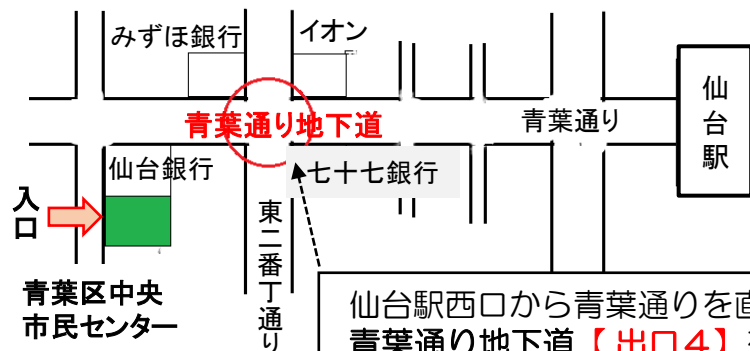 みずほ銀行
イオン
青葉通り地下道
青葉通り
仙台駅
仙台銀行
七十七銀行
入口
東二番丁通り
青葉区中央
市民センター
仙台駅西口から青葉通りを直
青葉通り地下道【出口４】